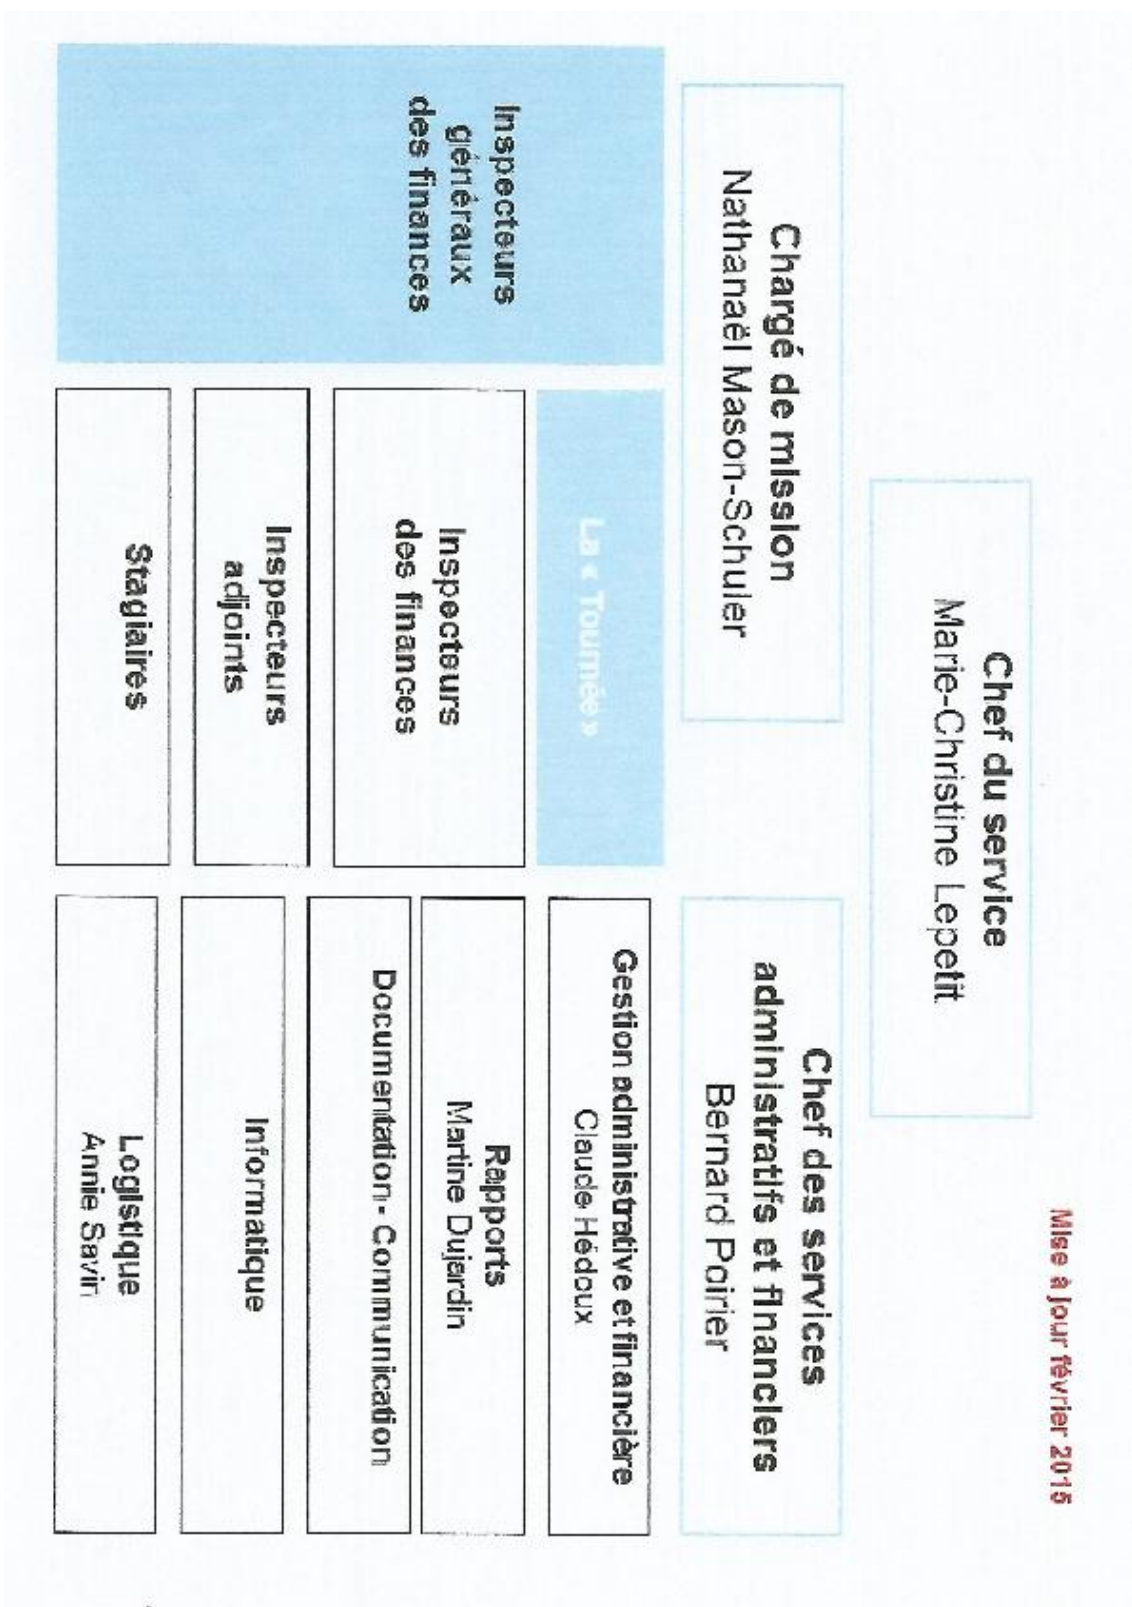 Mise à jour février 2015
Chef du service
Marie-Christine Lepetit
Chargé de mission
Nathanaël Mason-Schuler
Chef des services
administratifs et financiers
Bernard Poirier
Inspecteurs
généraux
des finances
La « Tournée »
Inspecteurs
des finances
Inspecteurs
adjoints
Stagiaires
Gestion administrative et financière
Claude Hédoux
Rapports
Martine Dujardin
Documentation - Communication
Informatique
Logistique
Annie Savin